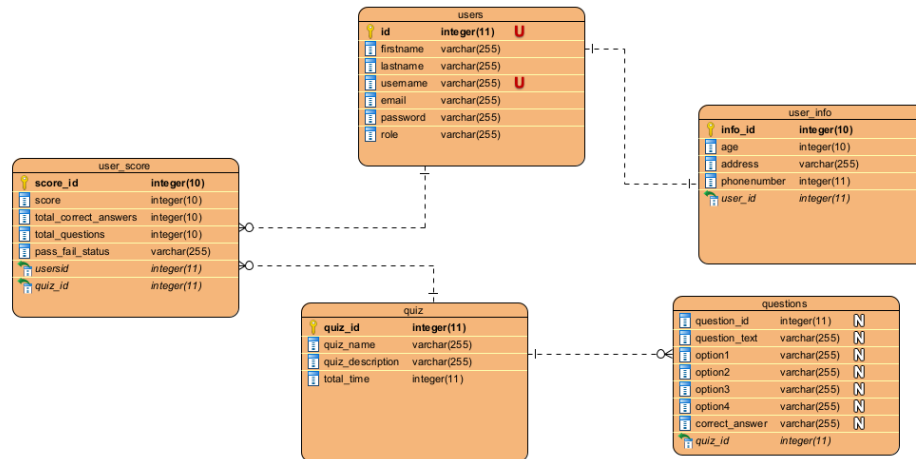 users
id integer(11) U
firstname varchar(255)
lastname varchar(255)
username varchar(255) U
email varchar(255)
password varchar(255)
role varchar(255)
user_info
info_id integer(10)
age integer(10)
address varchar(255)
phonenumber integer(11)
user_id integer(11)
user_score
score_id integer(10)
score integer(10)
total_correct_answers integer(10)
total_questions integer(10)
pass_fail_status varchar(255)
usersid integer(11)
quiz_id integer(11)
quiz
quiz_id integer(11)
quiz_name varchar(255)
quiz_description varchar(255)
total_time integer(11)
questions
question_id integer(11) N
question_text varchar(255) N
option1 varchar(255) N
option2 varchar(255) N
option3 varchar(255) N
option4 varchar(255) N
correct_answer varchar(255) N
quiz_id integer(11)